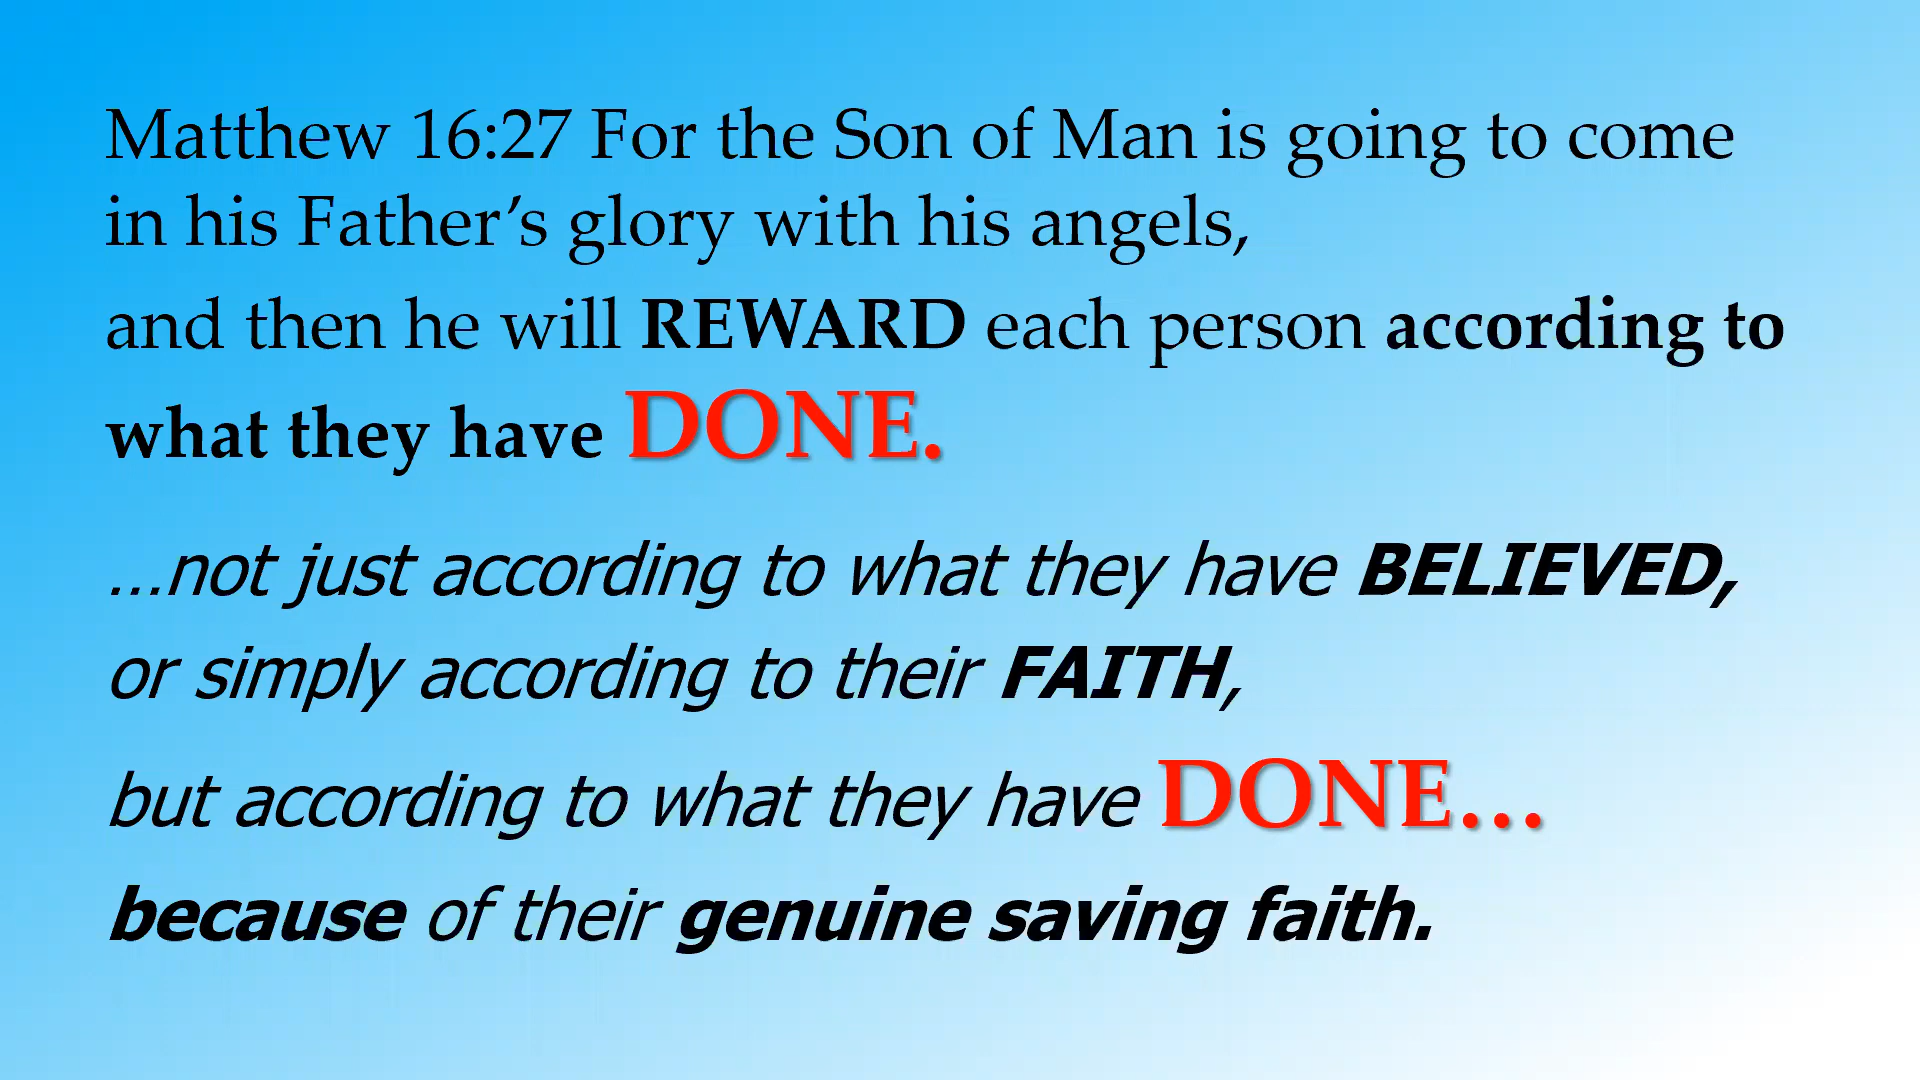 Matthew 16:27 For the Son of Man is going to come
in his Father’s glory with his angels,
and then he will REWARD each person according to
what they have DONE.
…not just according to what they have BELIEVED,
or simply according to their FAITH,
but according to what they have DONE…
because of their genuine saving faith.